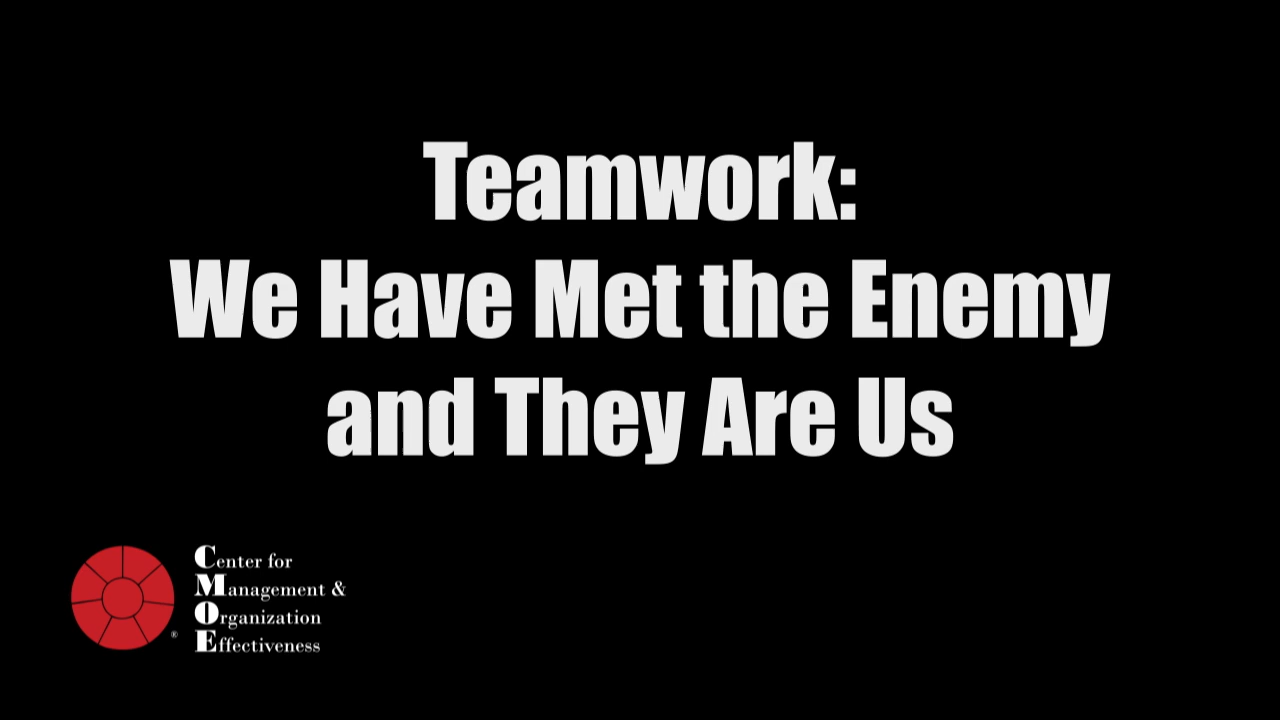 Teamwork:
We Have Met the Enemy
and They Are Us
Center for
Management &
Organization
Effectiveness
®